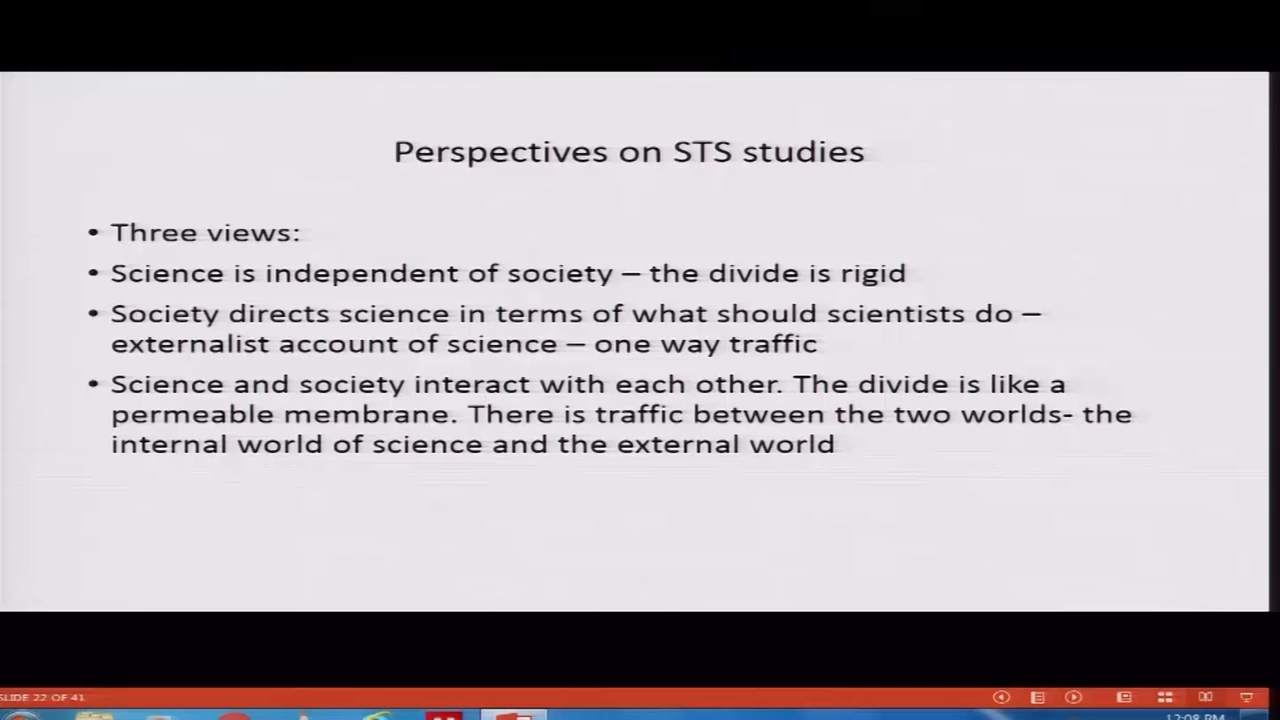 Perspectives on STS studies
• Three views:
• Science is independent of society – the divide is rigid
• Society directs science in terms of what should scientists do –
externalist account of science – one way traffic
• Science and society interact with each other. The divide is like a
permeable membrane. There is traffic between the two worlds- the
internal world of science and the external world
SLIDE 22 OF 41
12:08 PM